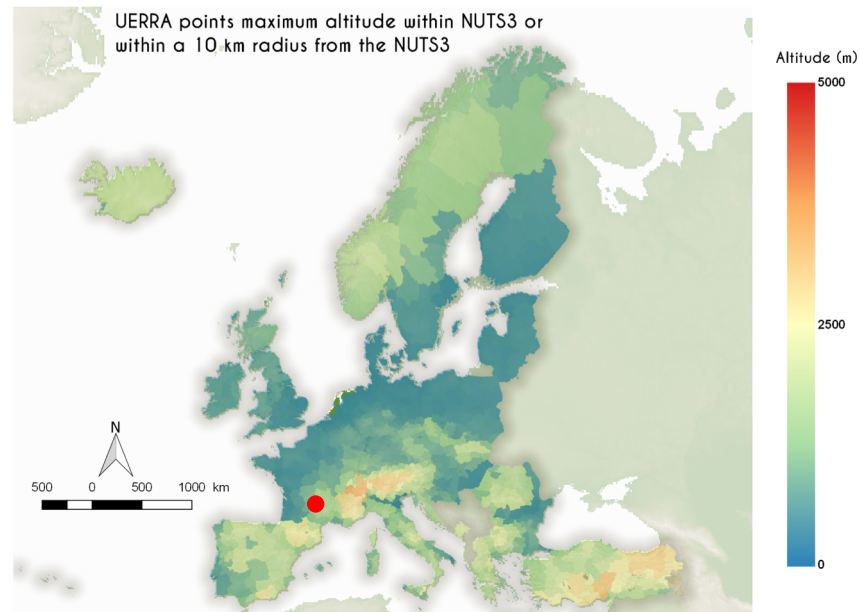 UERRA points maximum altitude within NUTS3 or
within a 10 km radius from the NUTS3
Altitude (m)
5000
2500
0
N
500 0 500 1000 km